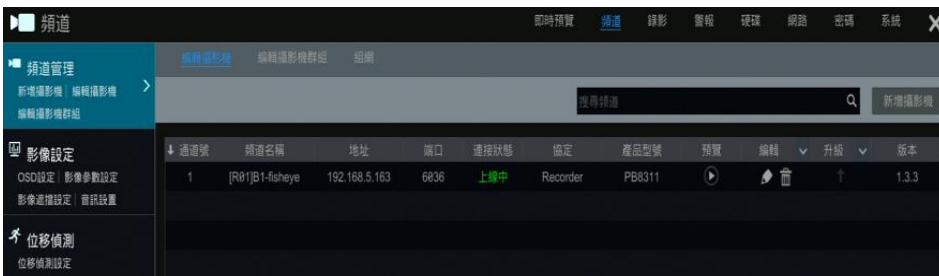 頻道 即時預覽 頻道 錄影 警報 硬碟 網路 密碼 系統 X
編輯攝影機 編輯攝影機群組 組網
頻道管理
新增攝影機 | 編輯攝影機
編輯攝影機群組
搜尋頻道 新增攝影機
影像設定
OSD設定 | 影像參數設定
影像遮擋設定 | 音訊設置
通道號 頻道名稱 地址 端口 連接狀態 協定 產品型號 預覽 編輯 升級 版本
1 [R01]B1-fisheye 192.168.5.163 6036 上線中 Recorder PB8311 1.3.3
位移偵測
位移偵測設定